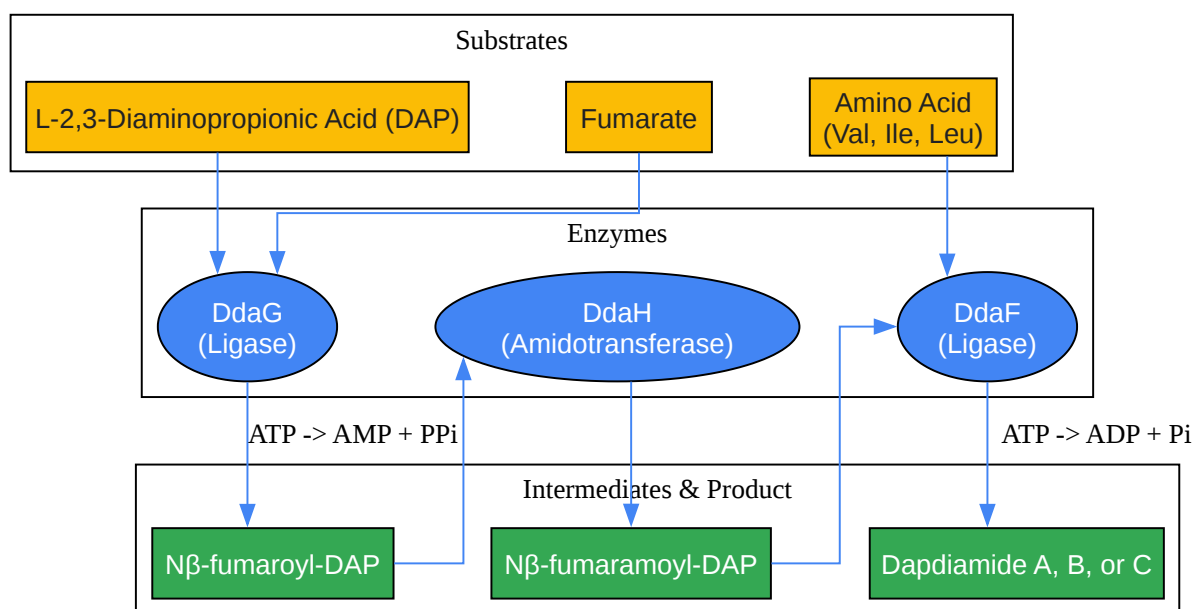 Substrates
L-2,3-Diaminopropionic Acid (DAP)
Fumarate
Amino Acid
(Val, Ile, Leu)
Enzymes
DdaG
(Ligase)
DdaH
(Amidotransferase)
DdaF
(Ligase)
ATP -> AMP + PPi
ATP -> ADP + Pi
Intermediates & Product
Nβ-fumaroyl-DAP
Nβ-fumaramoyl-DAP
Dapdiamide A, B, or C